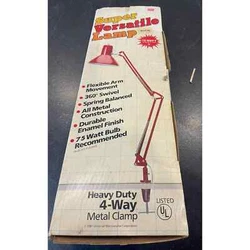 Super
Versatile
Lamp
• Flexible Arm
Movement
• 360° Swivel
• Spring Balanced
• All Metal
Construction
• Durable
Enamel Finish
• 75 Watt Bulb
Recommended
Heavy Duty
4-Way
Metal Clamp
LISTED
UL